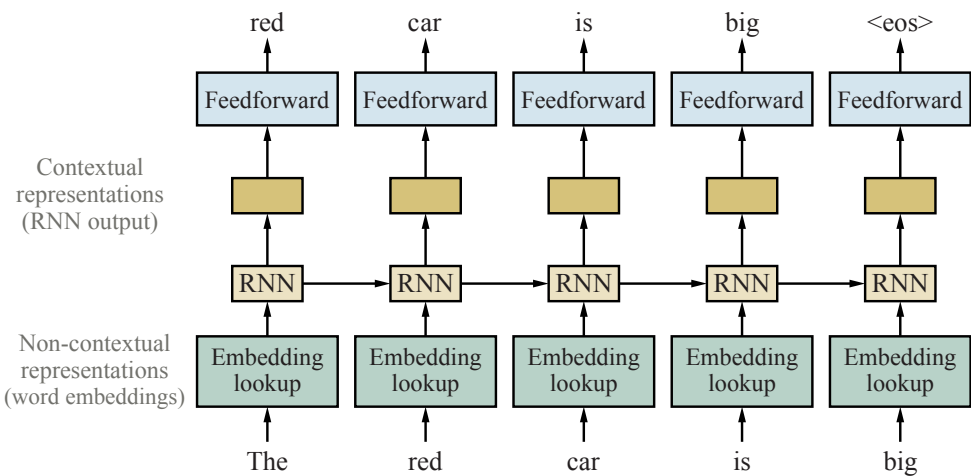 red car is big <eos>
Feedforward Feedforward Feedforward Feedforward Feedforward
Contextual
representations
(RNN output)
RNN RNN RNN RNN RNN
Non-contextual
representations
(word embeddings)
Embedding
lookup
Embedding
lookup
Embedding
lookup
Embedding
lookup
Embedding
lookup
The red car is big